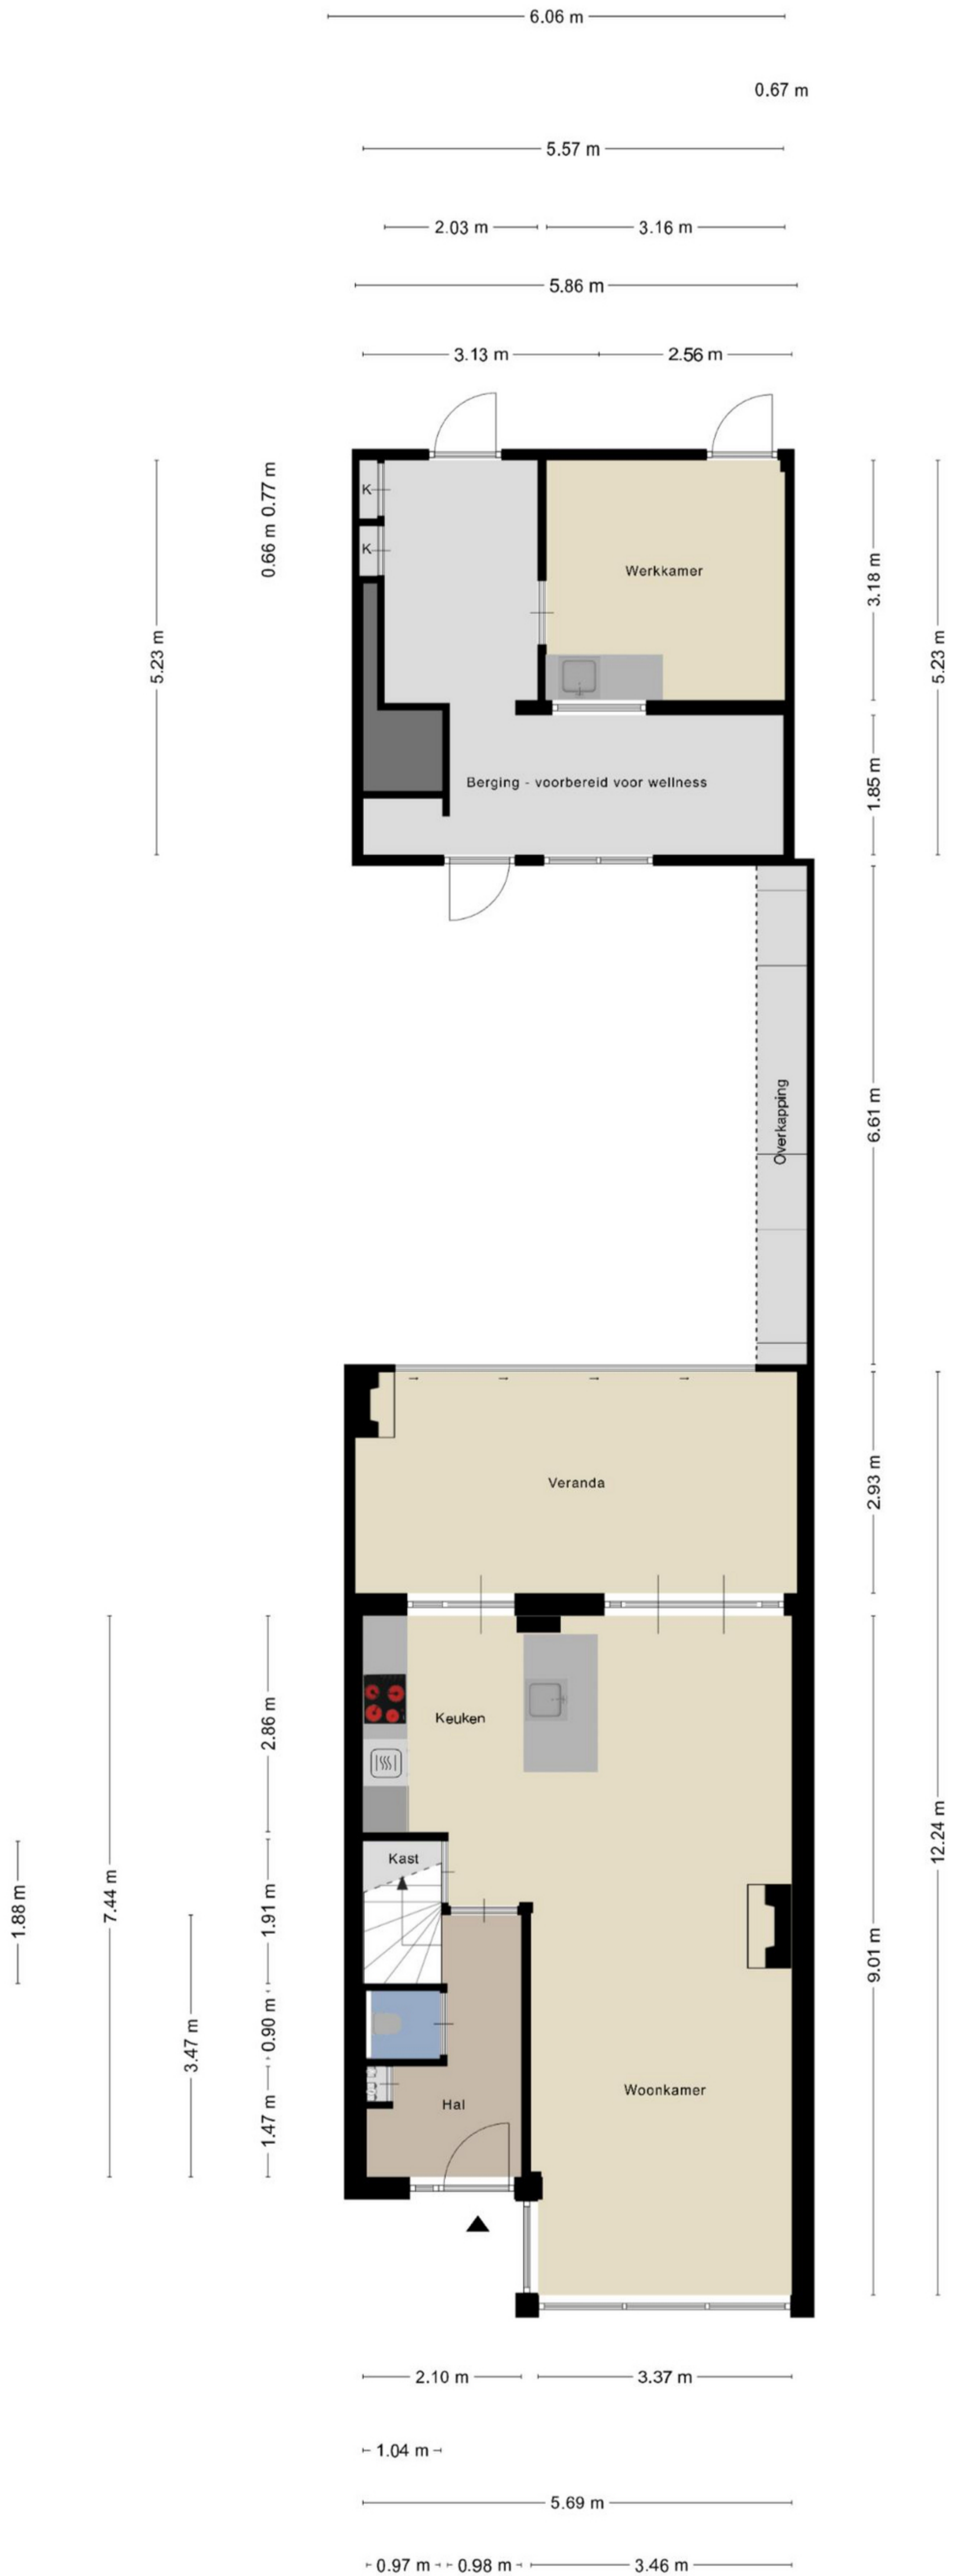 6.06 m
0.67 m
5.57 m
2.03 m
3.16 m
5.86 m
3.13 m
2.56 m
K
K
0.77 m
0.66 m
Werkkamer
3.18 m
5.23 m
5.23 m
Berging - voorbereid voor wellness
1.85 m
Overkapping
6.61 m
Veranda
2.93 m
Keuken
2.86 m
12.24 m
Kast
1.88 m
7.44 m
1.91 m
9.01 m
3.47 m
0.90 m
Woonkamer
Hal
1.47 m
2.10 m
3.37 m
1.04 m
5.69 m
0.97 m
0.98 m
3.46 m